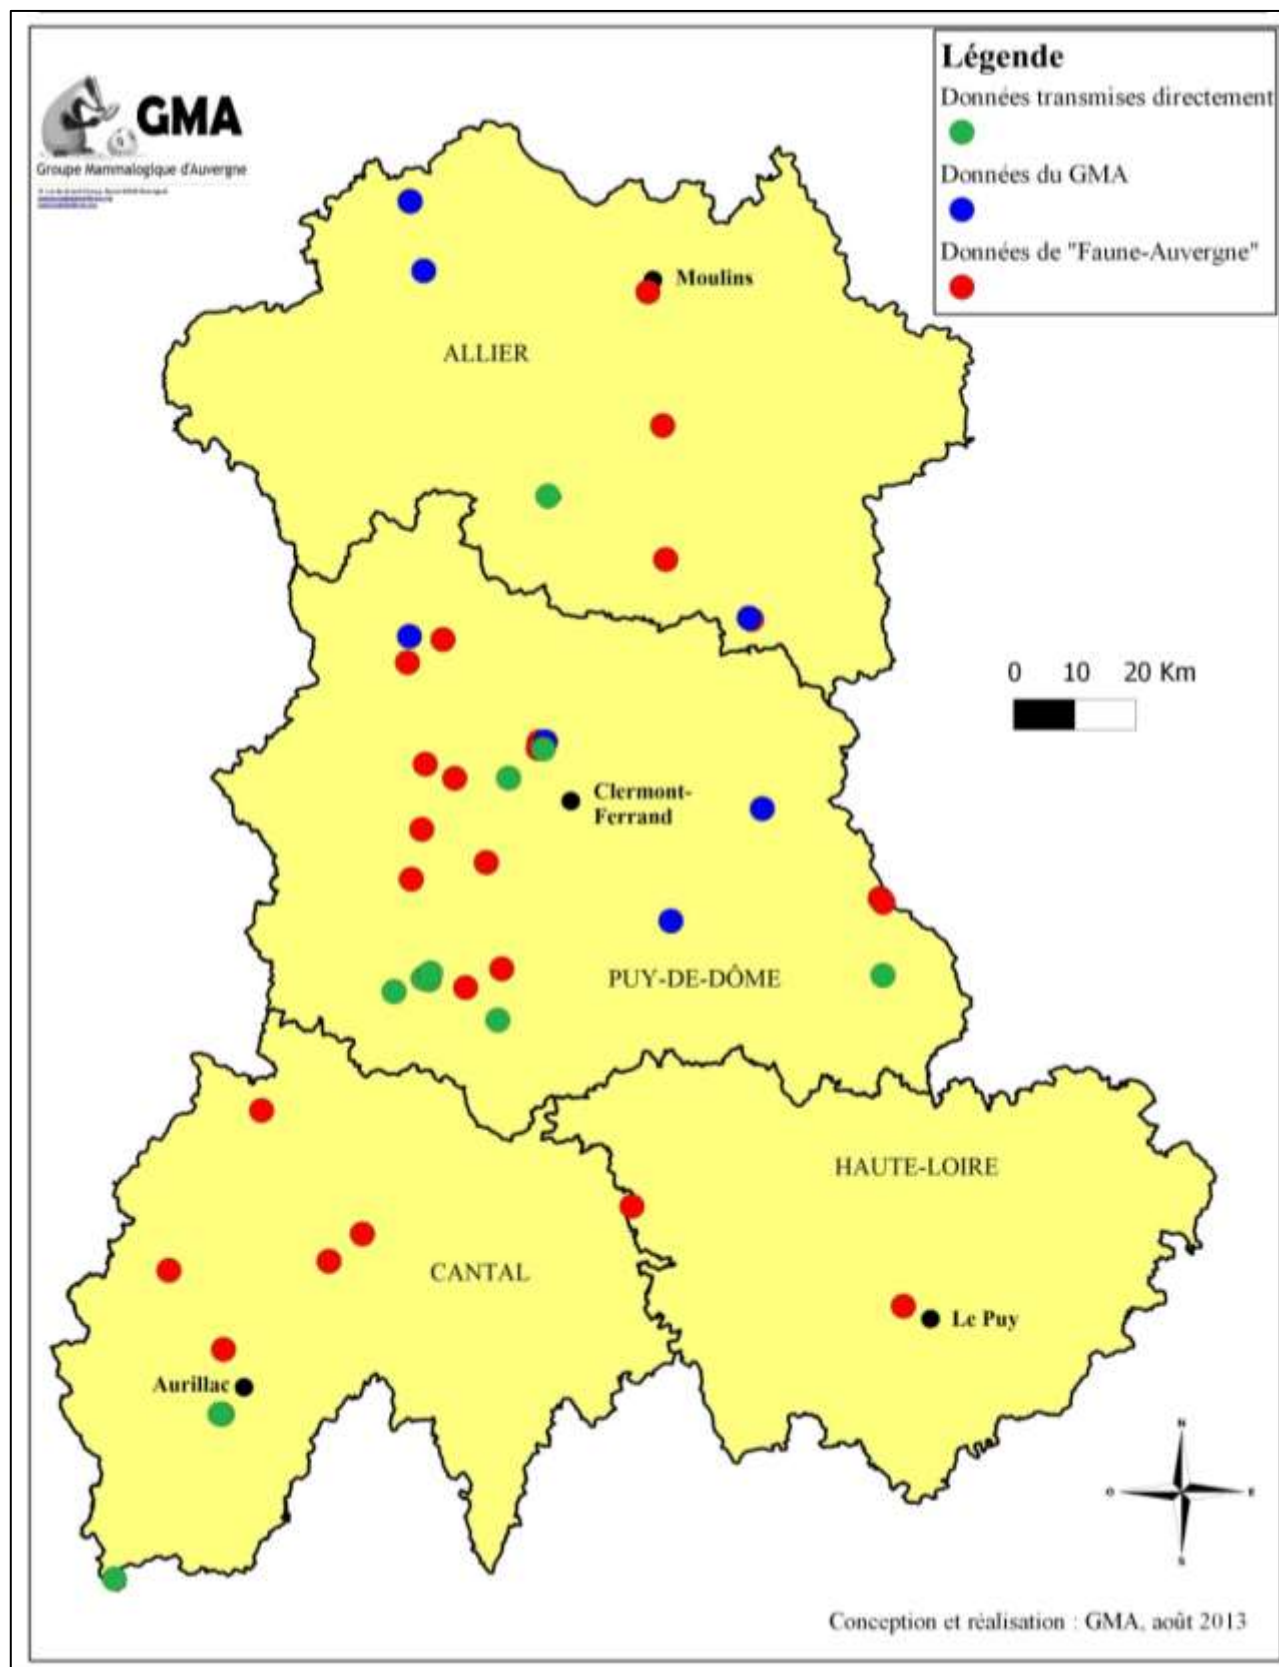 GMA
Groupe Mammalogique d'Auvergne
Légende
Données transmises directement
Données du GMA
Données de "Faune-Auvergne"
Moulins
ALLIER
0 10 20 Km
Clermont-
Ferrand
PUY-DE-DÔME
HAUTE-LOIRE
CANTAL
Le Puy
Aurillac
N
O
E
S
Conception et réalisation : GMA, août 2013